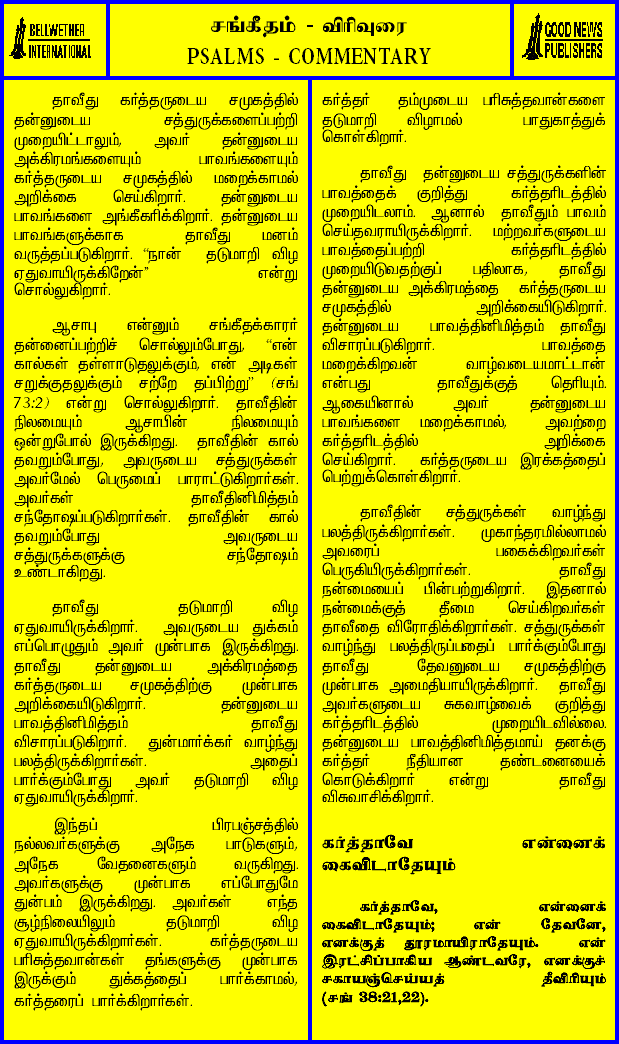 BELLWETHER
INTERNATIONAL
சங்கீதம் - விரிவுரை
PSALMS - COMMENTARY
GOOD NEWS
PUBLISHERS
தாவீது கர்த்தருடைய சமுகத்தில்
தன்னுடைய சத்துருக்களைப்பற்றி
முறையிட்டாலும், அவர் தன்னுடைய
அக்கிரமங்களையும் பாவங்களையும்
கர்த்தருடைய சமுகத்தில் மறைக்காமல்
அறிக்கை செய்கிறார். தன்னுடைய
பாவங்களை அங்கீகரிக்கிறார். தன்னுடைய
பாவங்களுக்காக தாவீது மனம்
வருத்தப்படுகிறார். “நான் தடுமாறி விழ
ஏதுவாயிருக்கிறேன்” என்று
சொல்லுகிறார்.
ஆசாபு என்னும் சங்கீதக்காரர்
தன்னைப்பற்றிச் சொல்லும்போது, “என்
கால்கள் தள்ளாடுதலுக்கும், என் அடிகள்
சறுக்குதலுக்கும் சற்றே தப்பிற்று” (சங்
73:2) என்று சொல்லுகிறார். தாவீதின்
நிலமையும் ஆசாபின் நிலமையும்
ஒன்றுபோல் இருக்கிறது. தாவீதின் கால்
தவறும்போது, அவருடைய சத்துருக்கள்
அவர்மேல் பெருமைப் பாராட்டுகிறார்கள்.
அவர்கள் தாவீதினிமித்தம்
சந்தோஷப்படுகிறார்கள். தாவீதின் கால்
தவறும்போது அவருடைய
சத்துருக்களுக்கு சந்தோஷம்
உண்டாகிறது.
தாவீது தடுமாறி விழ
ஏதுவாயிருக்கிறார். அவருடைய துக்கம்
எப்பொழுதும் அவர் முன்பாக இருக்கிறது.
தாவீது தன்னுடைய அக்கிரமத்தை
கர்த்தருடைய சமுகத்திற்கு முன்பாக
அறிக்கையிடுகிறார். தன்னுடைய
பாவத்தினிமித்தம் தாவீது
விசாரப்படுகிறார். துன்மார்க்கர் வாழ்ந்து
பலத்திருக்கிறார்கள். அதைப்
பார்க்கும்போது அவர் தடுமாறி விழ
ஏதுவாயிருக்கிறார்.
இந்தப் பிரபஞ்சத்தில்
நல்லவர்களுக்கு அநேக பாடுகளும்,
அநேக வேதனைகளும் வருகிறது.
அவர்களுக்கு முன்பாக எப்போதுமே
துன்பம் இருக்கிறது. அவர்கள் எந்த
சூழ்நிலையிலும் தடுமாறி விழ
ஏதுவாயிருக்கிறார்கள். கர்த்தருடைய
பரிசுத்தவான்கள் தங்களுக்கு முன்பாக
இருக்கும் துக்கத்தைப் பார்க்காமல்,
கர்த்தரைப் பார்க்கிறார்கள்.
கர்த்தர் தம்முடைய பரிசுத்தவான்களை
தடுமாறி விழாமல் பாதுகாத்துக்
கொள்கிறார்.
தாவீது தன்னுடைய சத்துருக்களின்
பாவத்தைக் குறித்து கர்த்தரிடத்தில்
முறையிடலாம். ஆனால் தாவீதும் பாவம்
செய்தவராயிருக்கிறார். மற்றவர்களுடைய
பாவத்தைப்பற்றி கர்த்தரிடத்தில்
முறையிடுவதற்குப் பதிலாக, தாவீது
தன்னுடைய அக்கிரமத்தை கர்த்தருடைய
சமுகத்தில் அறிக்கையிடுகிறார்.
தன்னுடைய பாவத்தினிமித்தம் தாவீது
விசாரப்படுகிறார். பாவத்தை
மறைக்கிறவன் வாழ்வடையமாட்டான்
என்பது தாவீதுக்குத் தெரியும்.
ஆகையினால் அவர் தன்னுடைய
பாவங்களை மறைக்காமல், அவற்றை
கர்த்தரிடத்தில் அறிக்கை
செய்கிறார். கர்த்தருடைய இரக்கத்தைப்
பெற்றுக்கொள்கிறார்.
தாவீதின் சத்துருக்கள் வாழ்ந்து
பலத்திருக்கிறார்கள். முகாந்தரமில்லாமல்
அவரைப் பகைக்கிறவர்கள்
பெருகியிருக்கிறார்கள். தாவீது
நன்மையைப் பின்பற்றுகிறார். இதனால்
நன்மைக்குத் தீமை செய்கிறவர்கள்
தாவீதை விரோதிக்கிறார்கள். சத்துருக்கள்
வாழ்ந்து பலத்திருப்பதைப் பார்க்கும்போது
தாவீது தேவனுடைய சமுகத்திற்கு
முன்பாக அமைதியாயிருக்கிறார். தாவீது
அவர்களுடைய சுகவாழ்வைக் குறித்து
கர்த்தரிடத்தில் முறையிடவில்லை.
தன்னுடைய பாவத்தினிமித்தமாய் தனக்கு
கர்த்தர் நீதியான தண்டனையைக்
கொடுக்கிறார் என்று தாவீது
விசுவாசிக்கிறார்.
கர்த்தாவே என்னைக்
கைவிடாதேயும்
கர்த்தாவே, என்னைக்
கைவிடாதேயும்; என் தேவனே,
எனக்குத் தூரமாயிராதேயும். என்
இரட்சிப்பாகிய ஆண்டவரே, எனக்குச்
சகாயஞ்செய்யத் தீவிரியும்
(சங் 38:21,22).